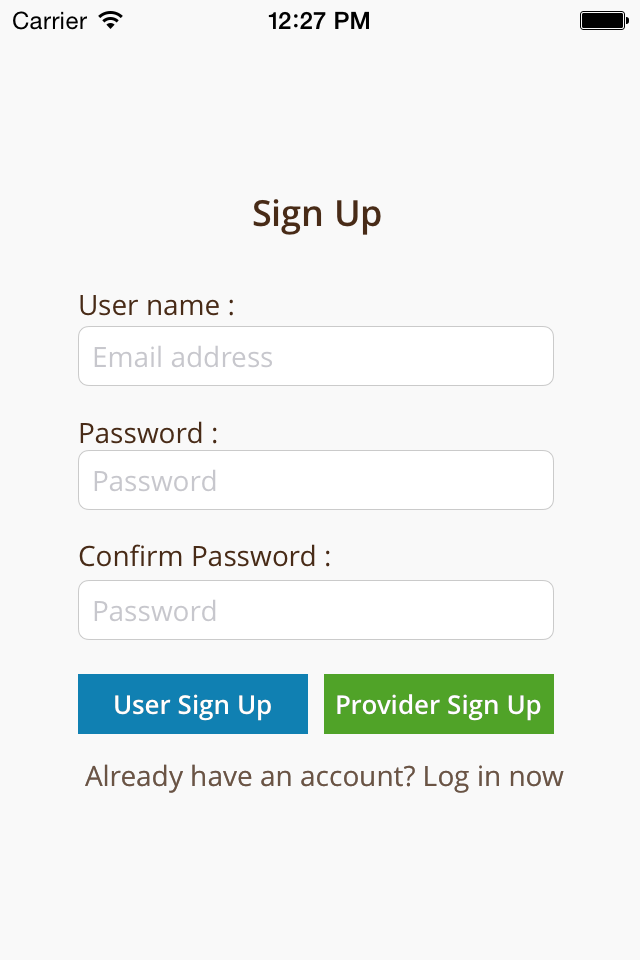 Carrier 12:27 PM
Sign Up
User name :
Email address
Password :
Password
Confirm Password :
Password
User Sign Up Provider Sign Up
Already have an account? Log in now